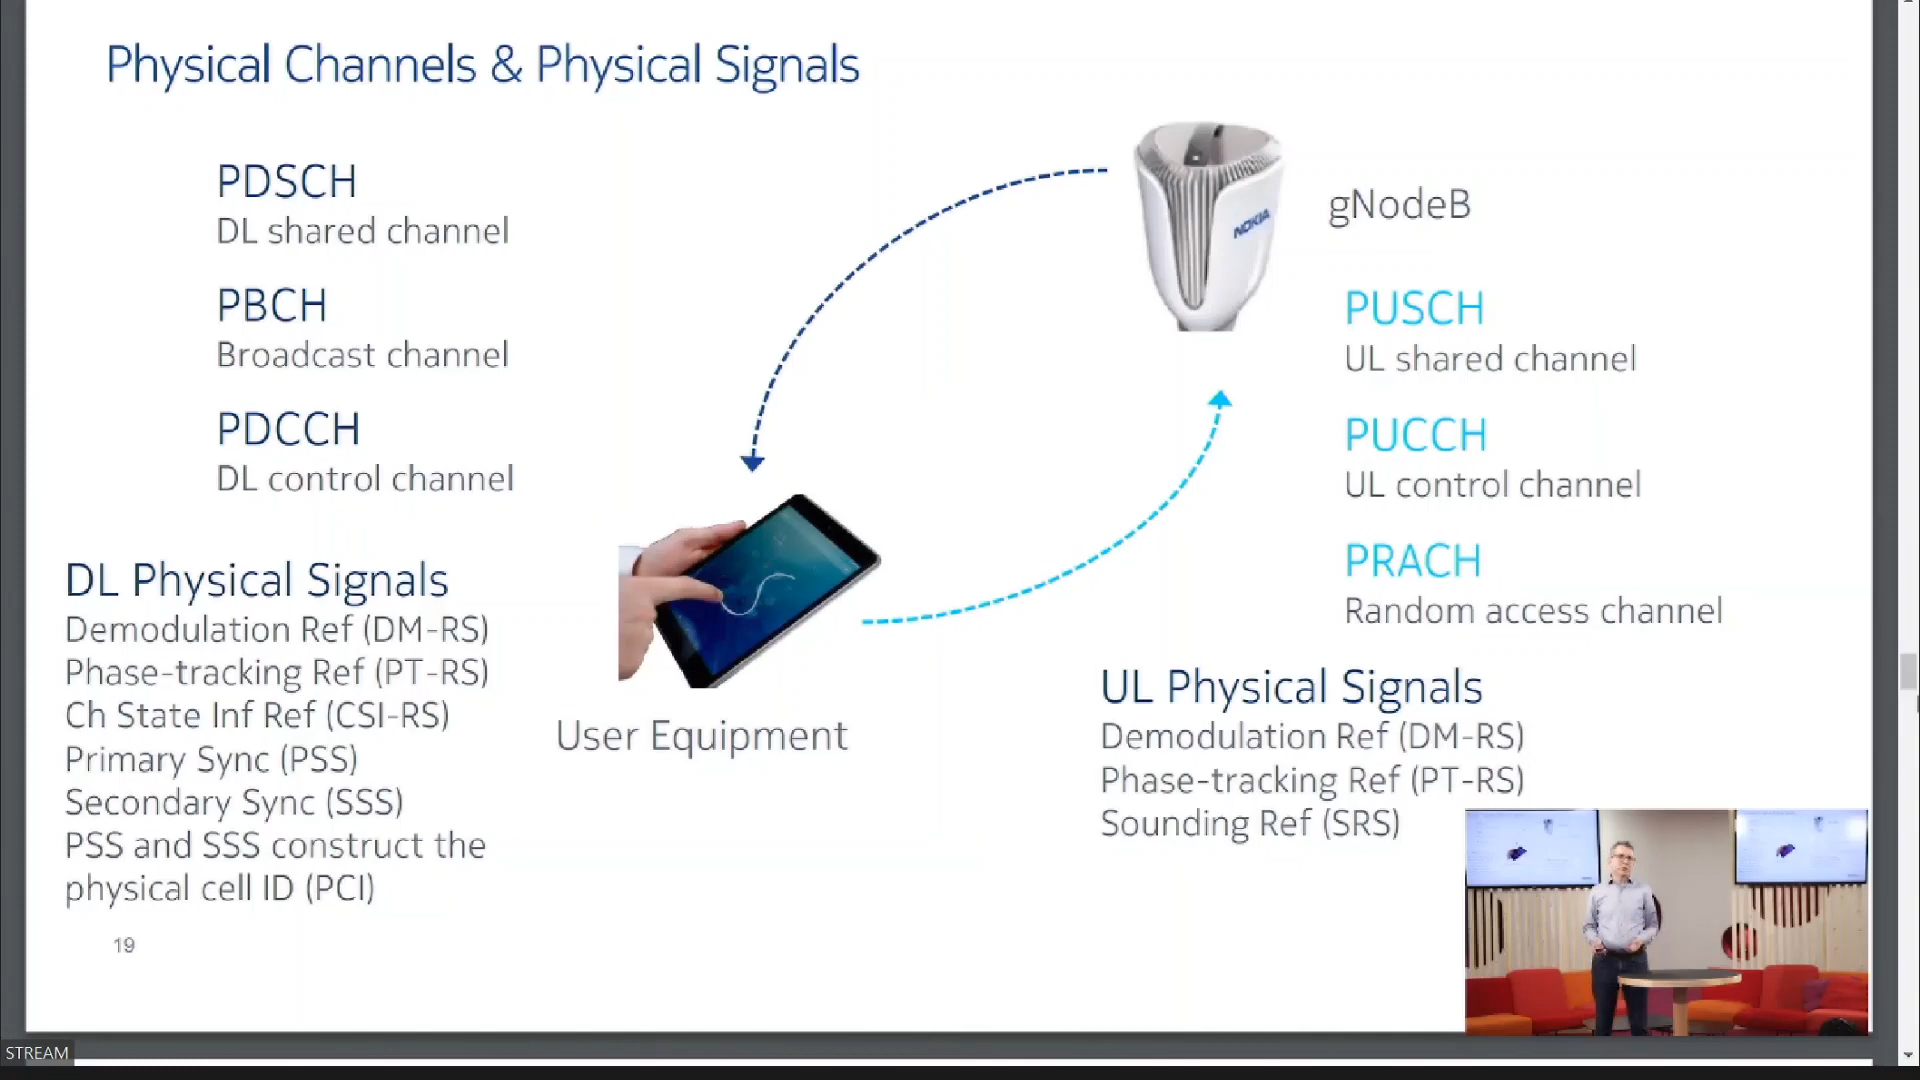 Physical Channels & Physical Signals
PDSCH
DL shared channel
PBCH
Broadcast channel
PDCCH
DL control channel
DL Physical Signals
Demodulation Ref (DM-RS)
Phase-tracking Ref (PT-RS)
Ch State Inf Ref (CSI-RS)
Primary Sync (PSS)
Secondary Sync (SSS)
PSS and SSS construct the
physical cell ID (PCI)
19
User Equipment
NOKIA
gNodeB
PUSCH
UL shared channel
PUCCH
UL control channel
PRACH
Random access channel
UL Physical Signals
Demodulation Ref (DM-RS)
Phase-tracking Ref (PT-RS)
Sounding Ref (SRS)
STREAM